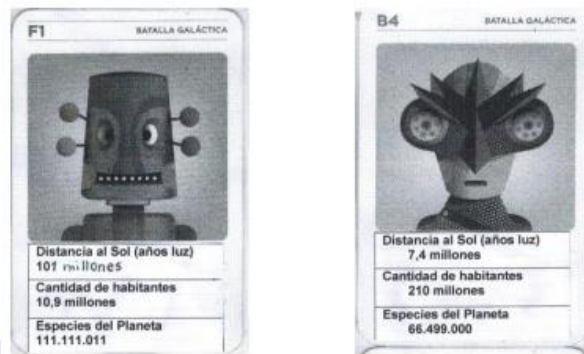 F1 BATALLA GALÁCTICA
Distancia al Sol (años luz)
101 millones
Cantidad de habitantes
10,9 millones
Especies del Planeta
111.111.011
B4 BATALLA GALÁCTICA
Distancia al Sol (años luz)
7,4 millones
Cantidad de habitantes
210 millones
Especies del Planeta
66.499.000